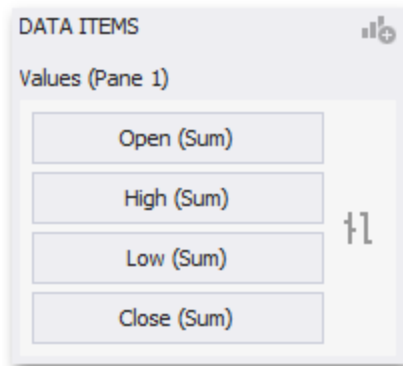 DATA ITEMS
Values (Pane 1)
Open (Sum)
High (Sum)
Low (Sum)
Close (Sum)